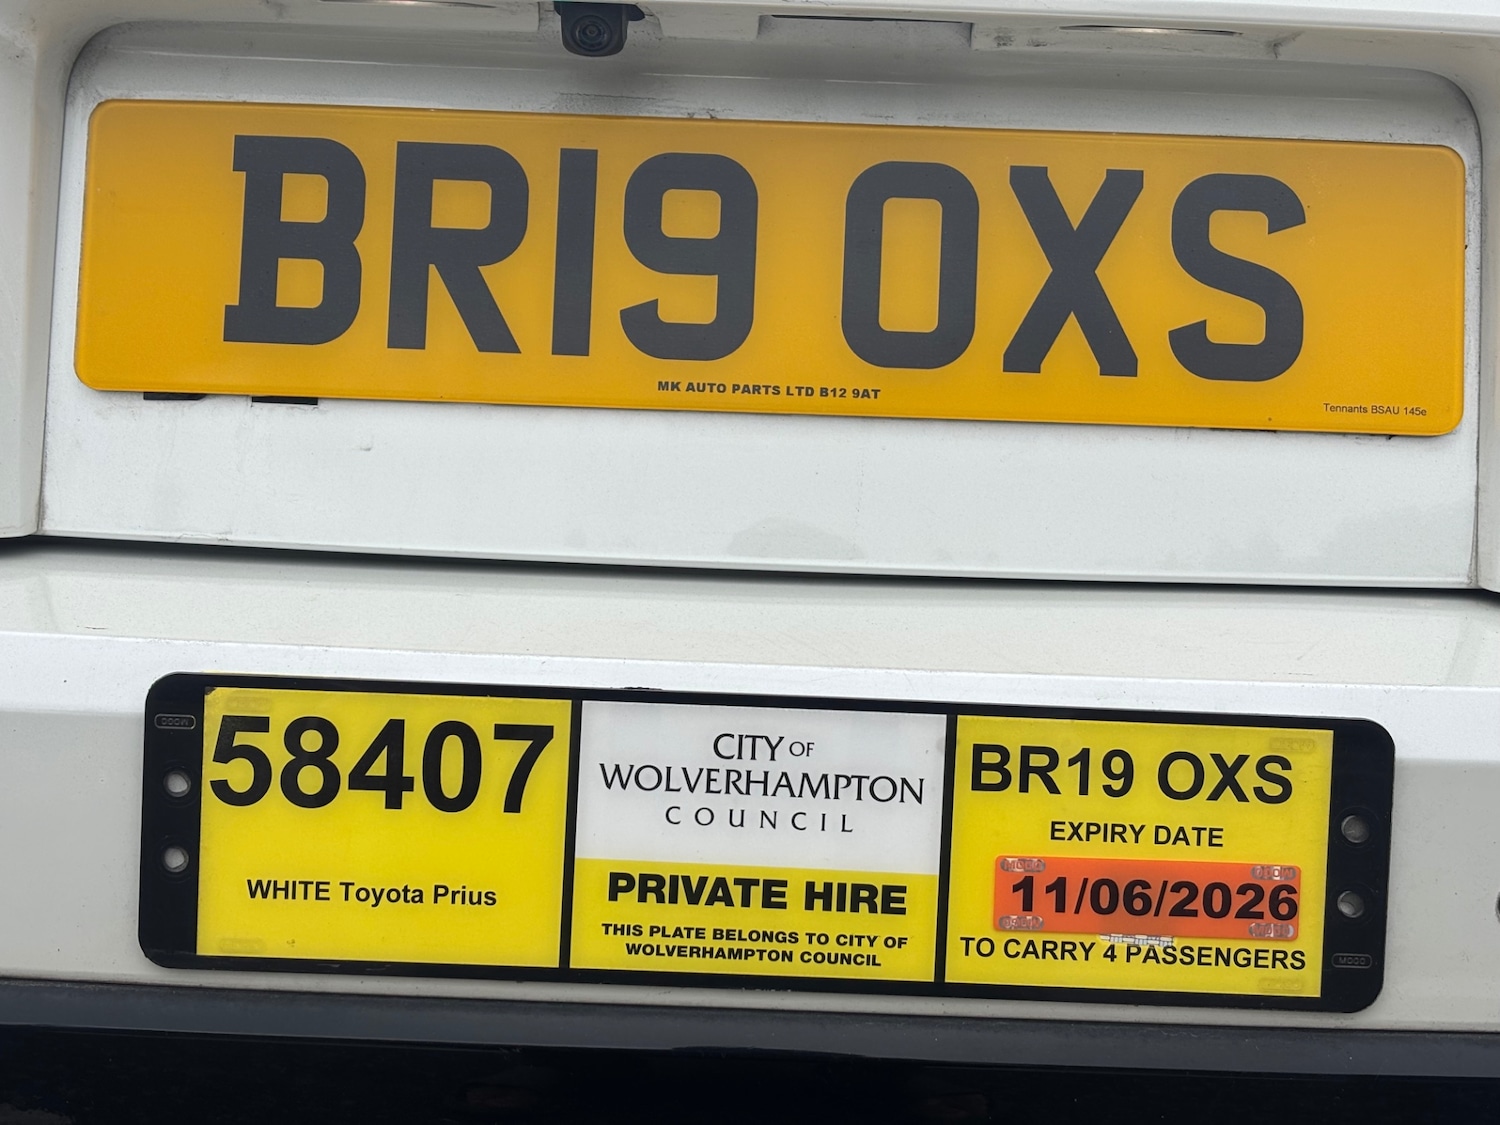 BR19 OXS
MK AUTO PARTS LTD B12 9AT
Tennants BSAU 145e
58407
WHITE Toyota Prius
CITY OF
WOLVERHAMPTON
COUNCIL
PRIVATE HIRE
THIS PLATE BELONGS TO CITY OF
WOLVERHAMPTON COUNCIL
BR19 OXS
EXPIRY DATE
11/06/2026
TO CARRY 4 PASSENGERS